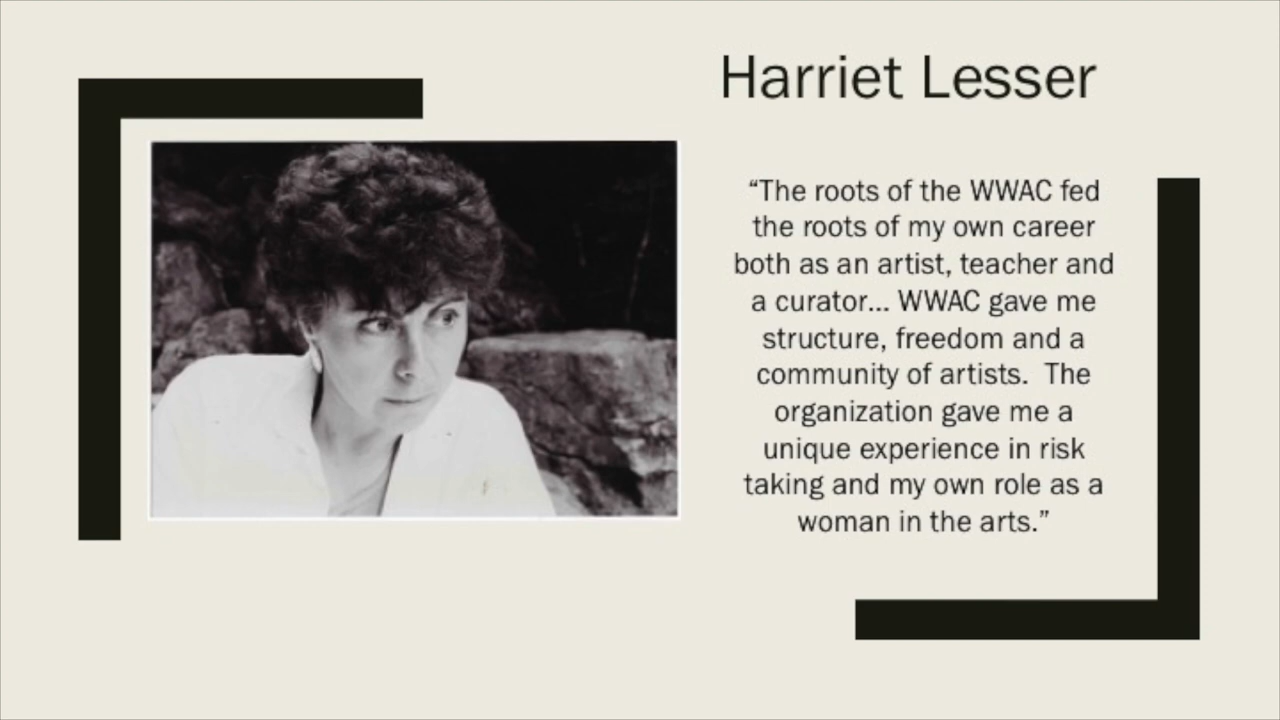 Harriet Lesser
“The roots of the WWAC fed
the roots of my own career
both as an artist, teacher and
a curator... WWAC gave me
structure, freedom and a
community of artists.  The
organization gave me a
unique experience in risk
taking and my own role as a
woman in the arts.”